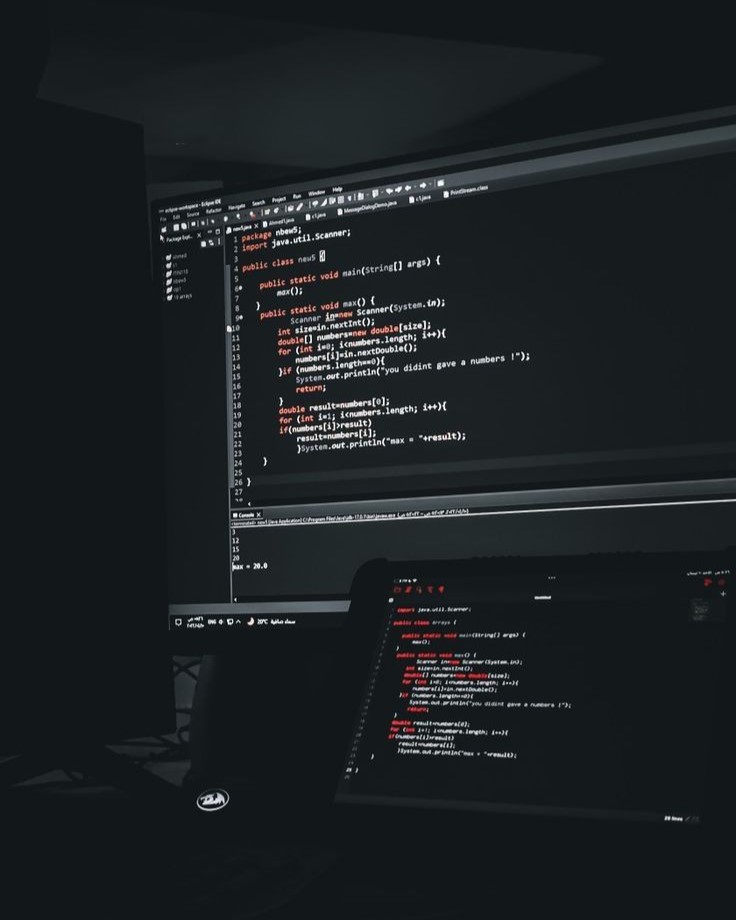 eclipse-workspace - Eclipse IDE
File Edit Source Refactor Navigate Search Project Run Window Help
Package Expl...
new5.java Ahmed1.java c1.java MessageDialogDemo.java c1.java PrintStream.class
1 package nbew5;
2 import java.util.Scanner;
3
4 public class new5 {
5
6 public static void main(String[] args) {
7 max();
8 }
9 public static void max() {
10 Scanner in=new Scanner(System.in);
11 int size=in.nextInt();
12 double[] numbers=new double[size];
13 for (int i=0; i<numbers.length; i++){
14 numbers[i]=in.nextDouble();
15 }if (numbers.length==0){
16 System.out.println("you didint gave a numbers !");
17 return;
18 }
19 double result=numbers[0];
20 for (int i=1; i<numbers.length; i++){
21 if(numbers[i]>result)
22 result=numbers[i];
23 }System.out.println("max = "+result);
24 }
25
26 }
27
Console
<terminated> new5 [Java Application] C:\Program Files\Java\jdk-17.0.
3
12
15
20
max = 20.0
ENG
20°C سماء صافية
import java.util.Scanner;
public class Arrays {
public static void main(String[] args) {
max();
}
public static void max() {
Scanner in=new Scanner(System.in);
int size=in.nextInt();
double[] numbers=new double[size];
for (int i=0; i<numbers.length; i++){
numbers[i]=in.nextDouble();
}if (numbers.length==0){
System.out.println("you didint gave a numbers !");
return;
}
double result=numbers[0];
for (int i=1; i<numbers.length; i++){
if(numbers[i]>result)
result=numbers[i];
}System.out.println("max = "+result);
}
}